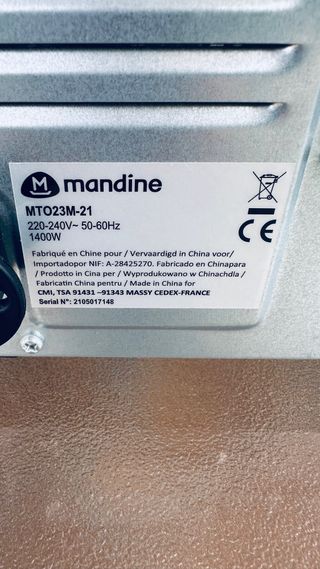 M mandine
MTO23M-21
220-240V~ 50-60Hz
1400W
CE
Fabriqué en Chine pour / Vervaardigd in China voor/
Importadopor NIF: A-28425270. Fabricado en Chinapara
/ Prodotto in Cina per / Wyprodukowano w Chinachdla /
Fabricatin China pentru / Made in China for
CMI, TSA 91431 –91343 MASSY CEDEX-FRANCE
Serial N°: 2105017148